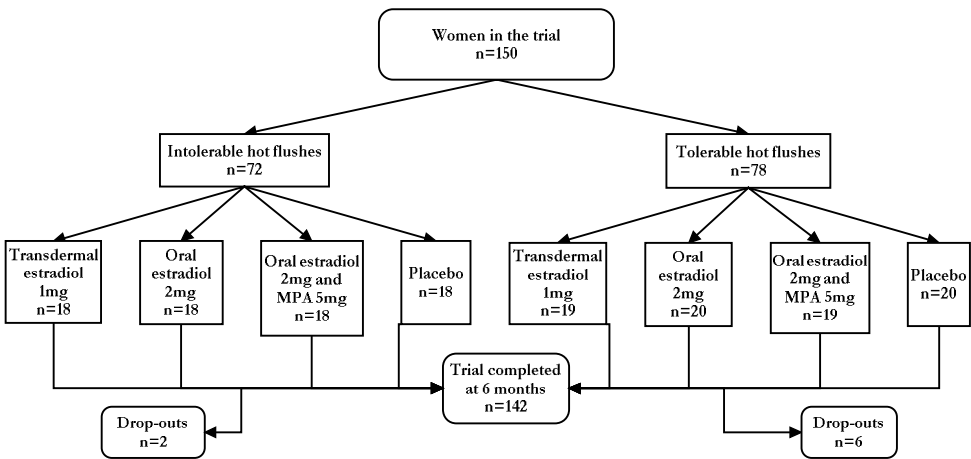 Women in the trial
n=150
Intolerable hot flushes
n=72
Tolerable hot flushes
n=78
Transdermal
estradiol
1mg
n=18
Oral
estradiol
2mg
n=18
Oral estradiol
2mg and
MPA 5mg
n=18
Placebo
n=18
Transdermal
estradiol
1mg
n=19
Oral
estradiol
2mg
n=20
Oral estradiol
2mg and
MPA 5mg
n=19
Placebo
n=20
Trial completed
at 6 months
n=142
Drop-outs
n=2
Drop-outs
n=6